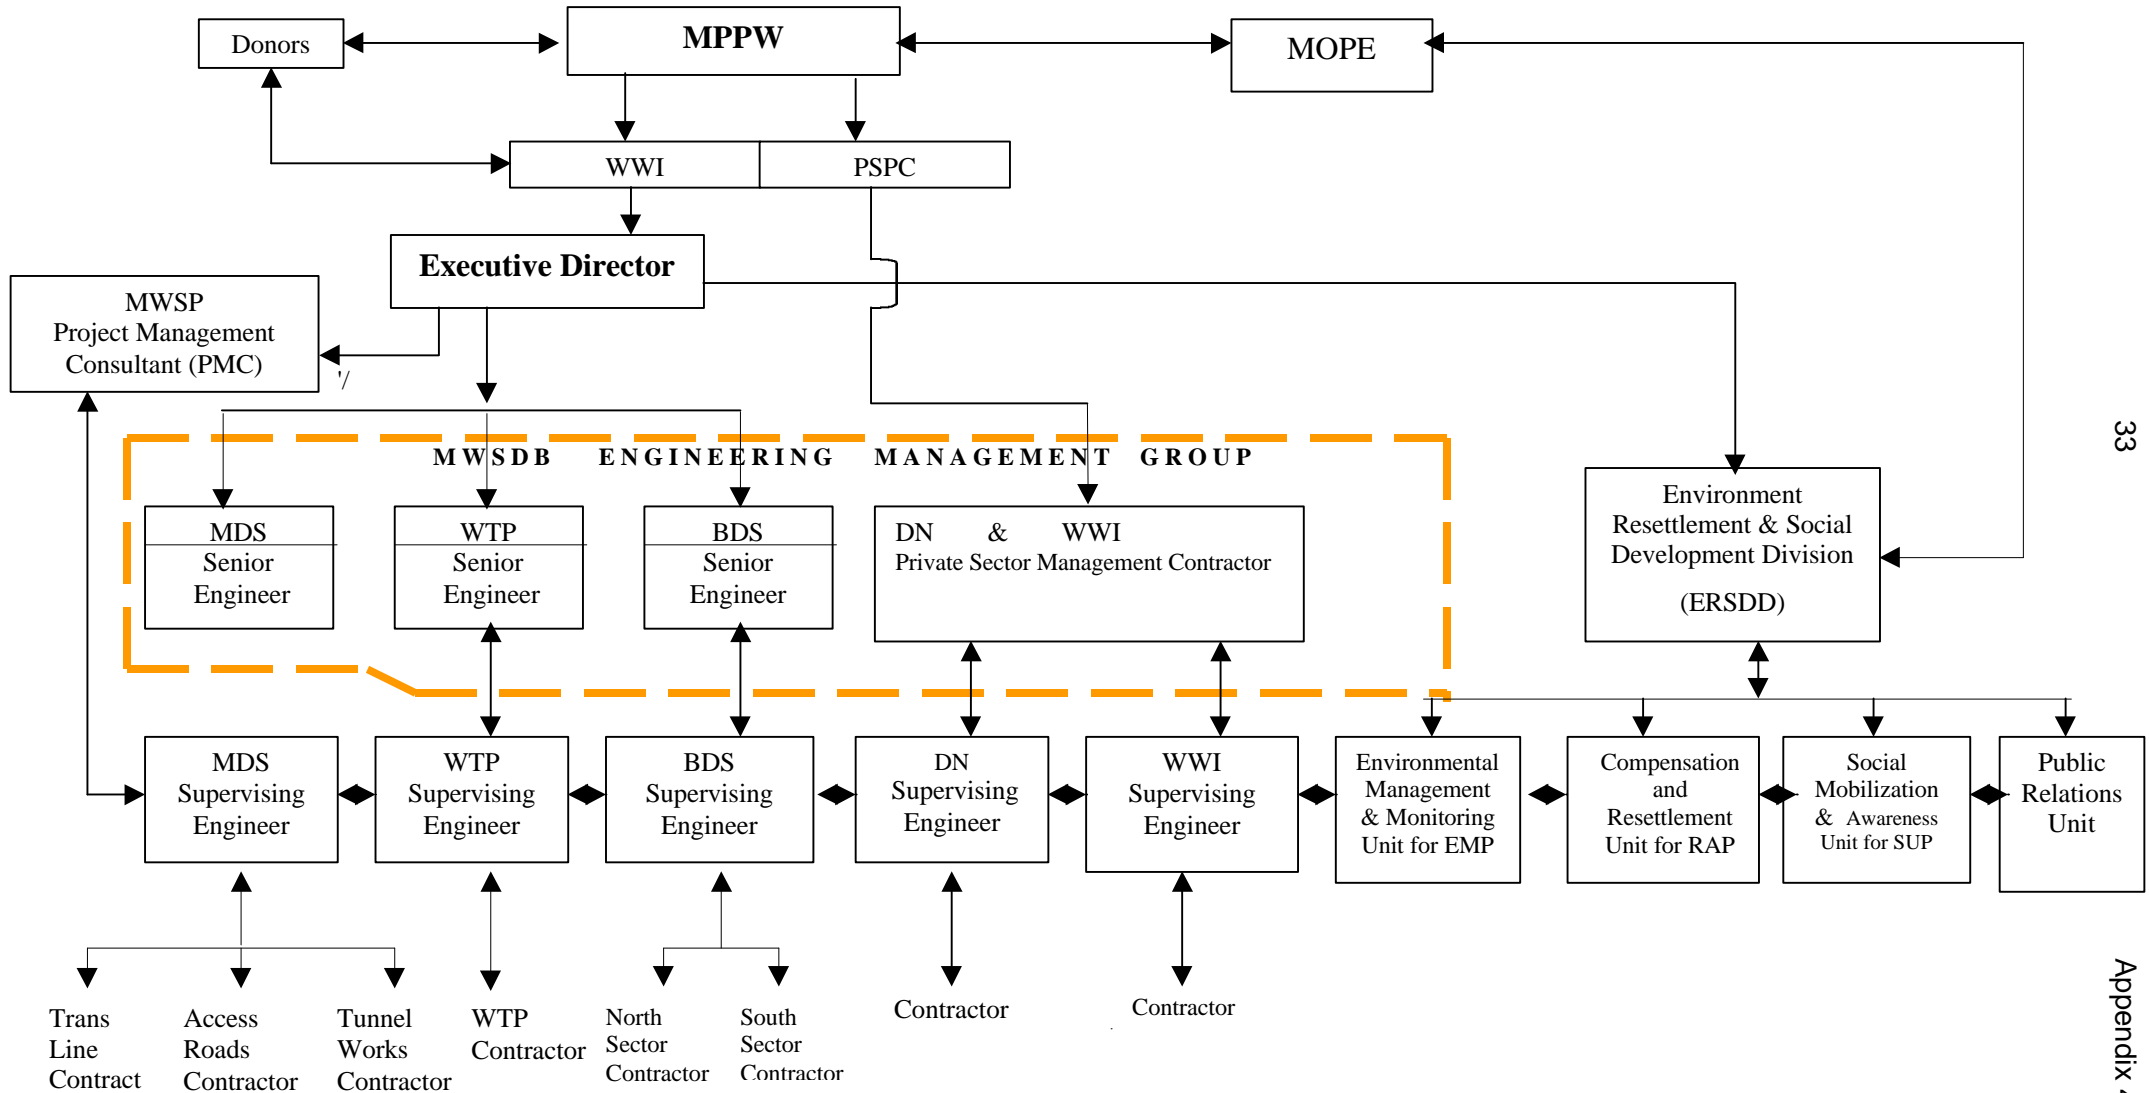 Donors
MPPW
MOPE
WWI
PSPC
Executive Director
MWSP
Project Management
Consultant (PMC)
'/
33
MWSDB ENGINEERING MANAGEMENT GROUP
MDS
Senior
Engineer
WTP
Senior
Engineer
BDS
Senior
Engineer
DN & WWI
Private Sector Management Contractor
Environment
Resettlement & Social
Development Division
(ERSDD)
MDS
Supervising
Engineer
WTP
Supervising
Engineer
BDS
Supervising
Engineer
DN
Supervising
Engineer
WWI
Supervising
Engineer
Environmental
Management
& Monitoring
Unit for EMP
Compensation
and
Resettlement
Unit for RAP
Social
Mobilization
& Awareness
Unit for SUP
Public
Relations
Unit
Trans
Line
Contract
Access
Roads
Contractor
Tunnel
Works
Contractor
WTP
Contractor
North
Sector
Contractor
South
Sector
Contractor
Contractor
Contractor
Appendix